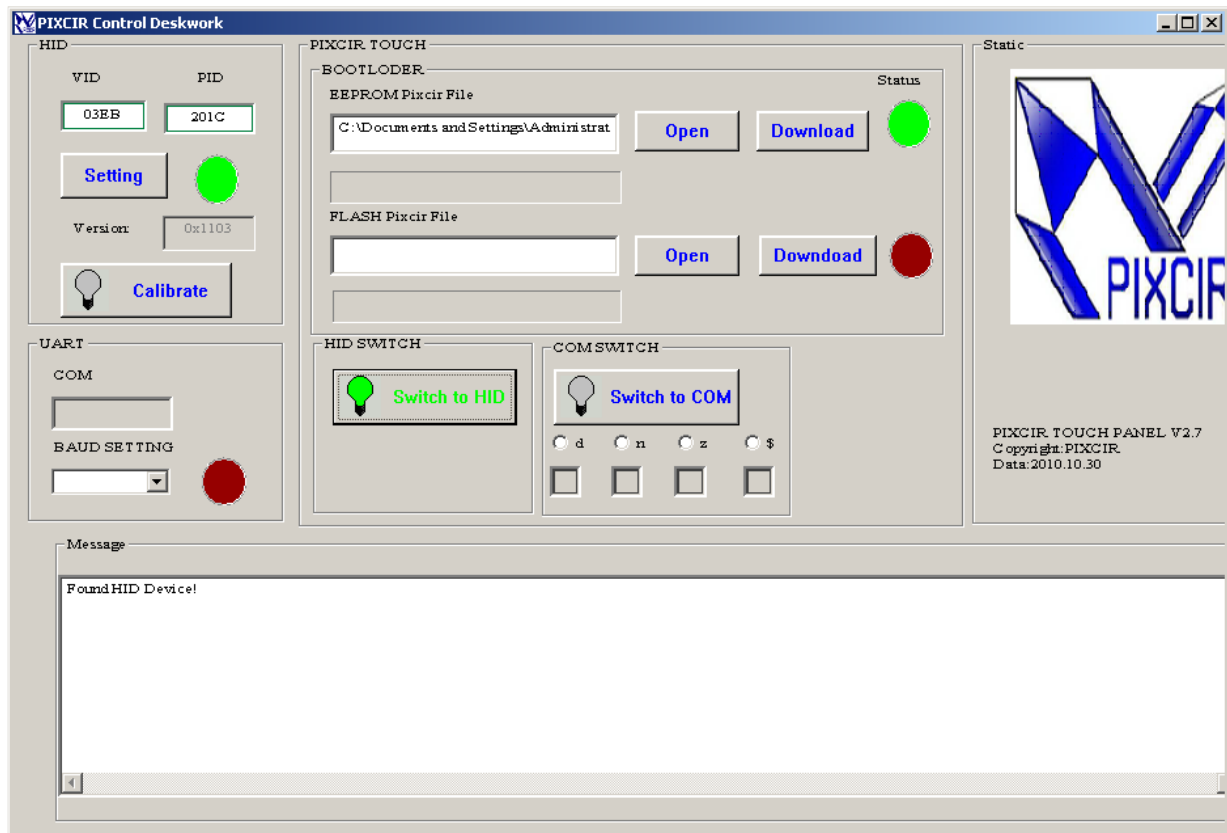 PIXCIR Control Deskwork
HID
VID PID
03EB 201C
Setting
Version: 0x1103
Calibrate
UART
COM
BAUD SETTING
PIXCIR TOUCH
BOOTLODER
Status
EEPROM Pixcir File
C:\Documents and Settings\Administrat
Open Download
FLASH Pixcir File
Open Downdoad
HID SWITCH
Switch to HID
COM SWITCH
Switch to COM
d n z $
Static
PIXCIR
PIXCIR TOUCH PANEL V2.7
Copyright:PIXCIR
Data:2010.10.30
Message
Found HID Device!